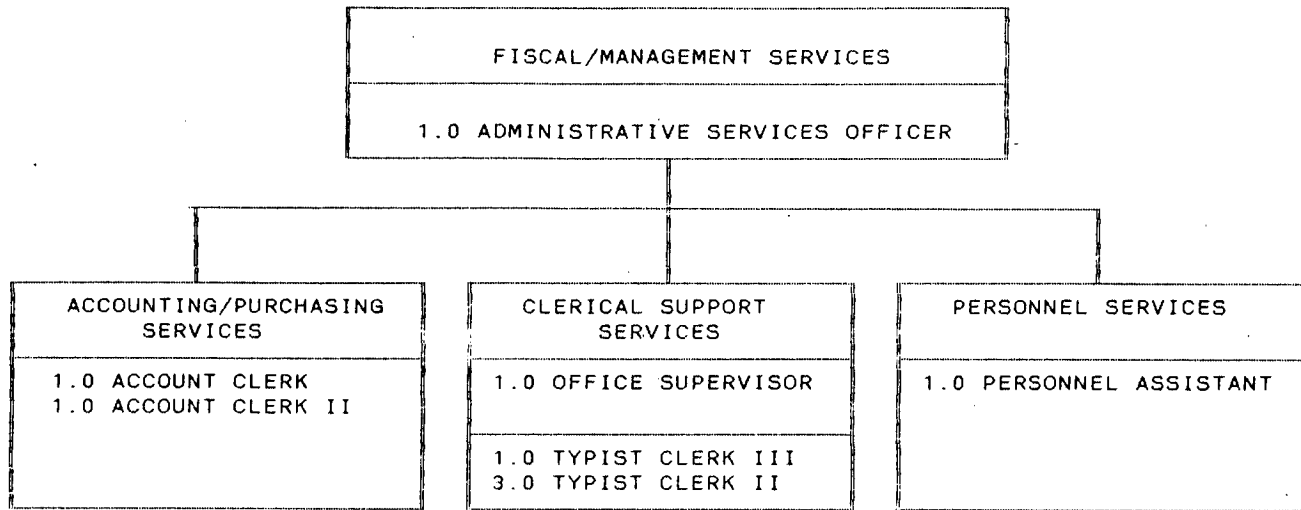 FISCAL/MANAGEMENT SERVICES
1.0 ADMINISTRATIVE SERVICES OFFICER
ACCOUNTING/PURCHASING
SERVICES
1.0 ACCOUNT CLERK
1.0 ACCOUNT CLERK II
CLERICAL SUPPORT
SERVICES
1.0 OFFICE SUPERVISOR
1.0 TYPIST CLERK III
3.0 TYPIST CLERK II
PERSONNEL SERVICES
1.0 PERSONNEL ASSISTANT